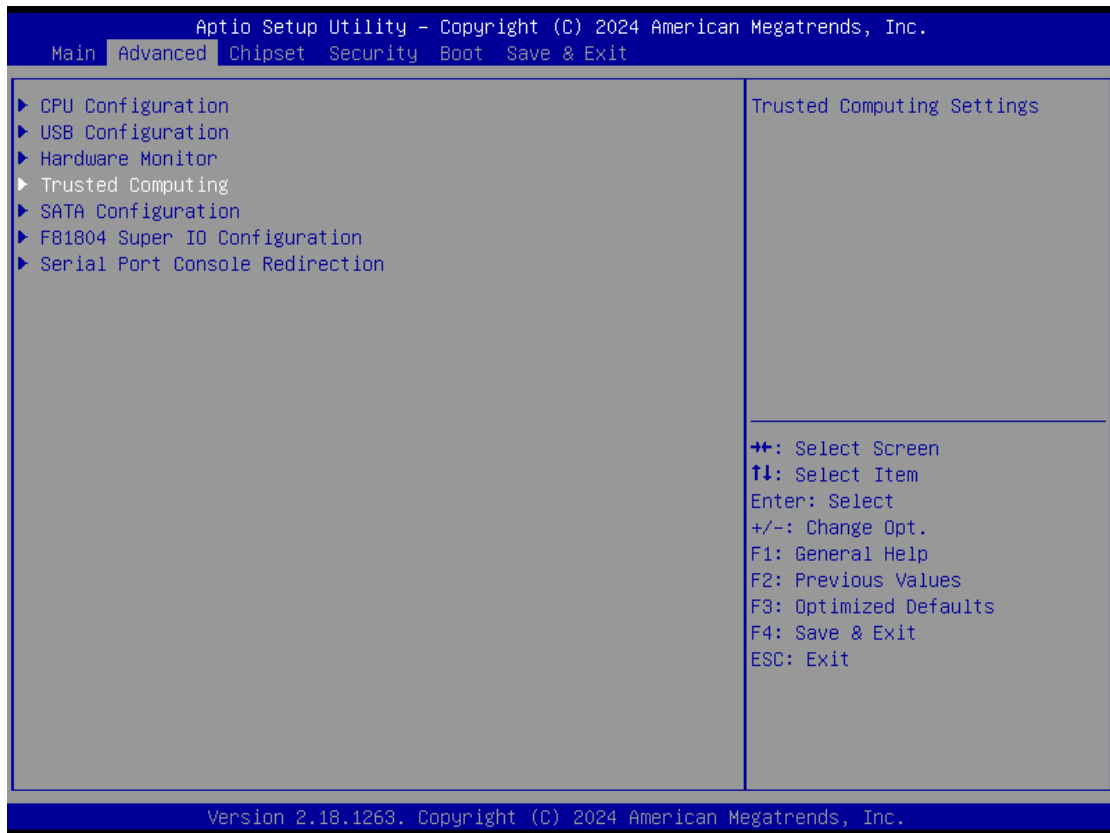 Aptio Setup Utility – Copyright (C) 2024 American Megatrends, Inc.
Main Advanced Chipset Security Boot Save & Exit
▶ CPU Configuration
▶ USB Configuration
▶ Hardware Monitor
▶ Trusted Computing
▶ SATA Configuration
▶ F81804 Super IO Configuration
▶ Serial Port Console Redirection
Trusted Computing Settings
→←: Select Screen
↑↓: Select Item
Enter: Select
+/-: Change Opt.
F1: General Help
F2: Previous Values
F3: Optimized Defaults
F4: Save & Exit
ESC: Exit
Version 2.18.1263. Copyright (C) 2024 American Megatrends, Inc.